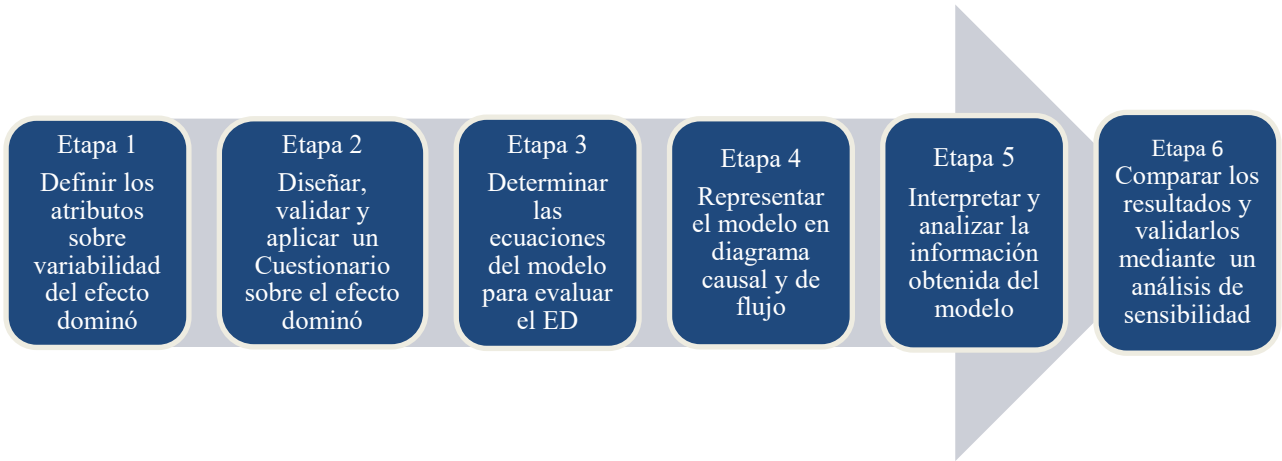 Etapa 1
Definir los
atributos
sobre
variabilidad
del efecto
dominó
Etapa 2
Diseñar,
validar y
aplicar un
Cuestionario
sobre el efecto
dominó
Etapa 3
Determinar
las
ecuaciones
del modelo
para evaluar
el ED
Etapa 4
Representar
el modelo en
diagrama
causal y de
flujo
Etapa 5
Interpretar y
analizar la
información
obtenida del
modelo
Etapa 6
Comparar los
resultados y
validarlos
mediante un
análisis de
sensibilidad